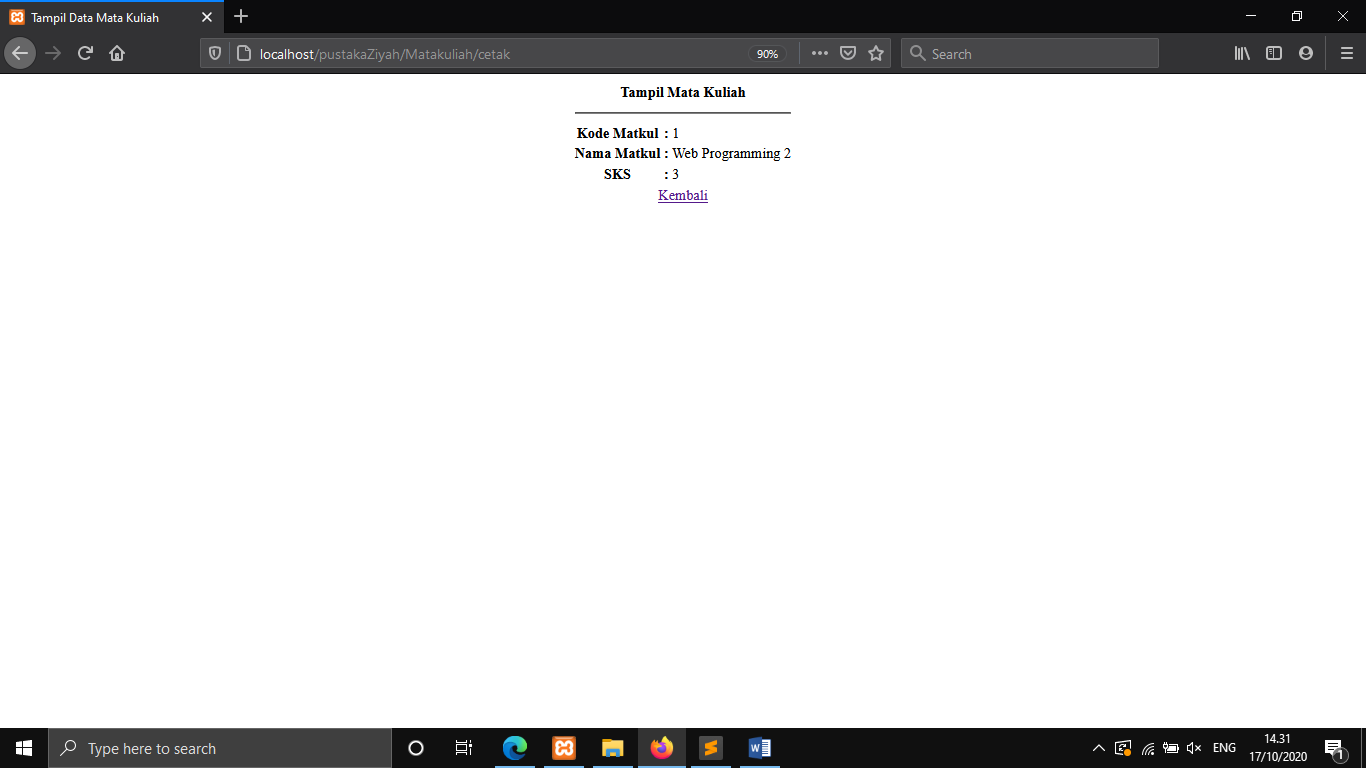 Tampil Data Mata Kuliah
localhost/pustakaZiyah/Matakuliah/cetak
90%
Search
Tampil Mata Kuliah
Kode Matkul : 1
Nama Matkul : Web Programming 2
SKS : 3
Kembali
Type here to search
ENG
14.31
17/10/2020
1